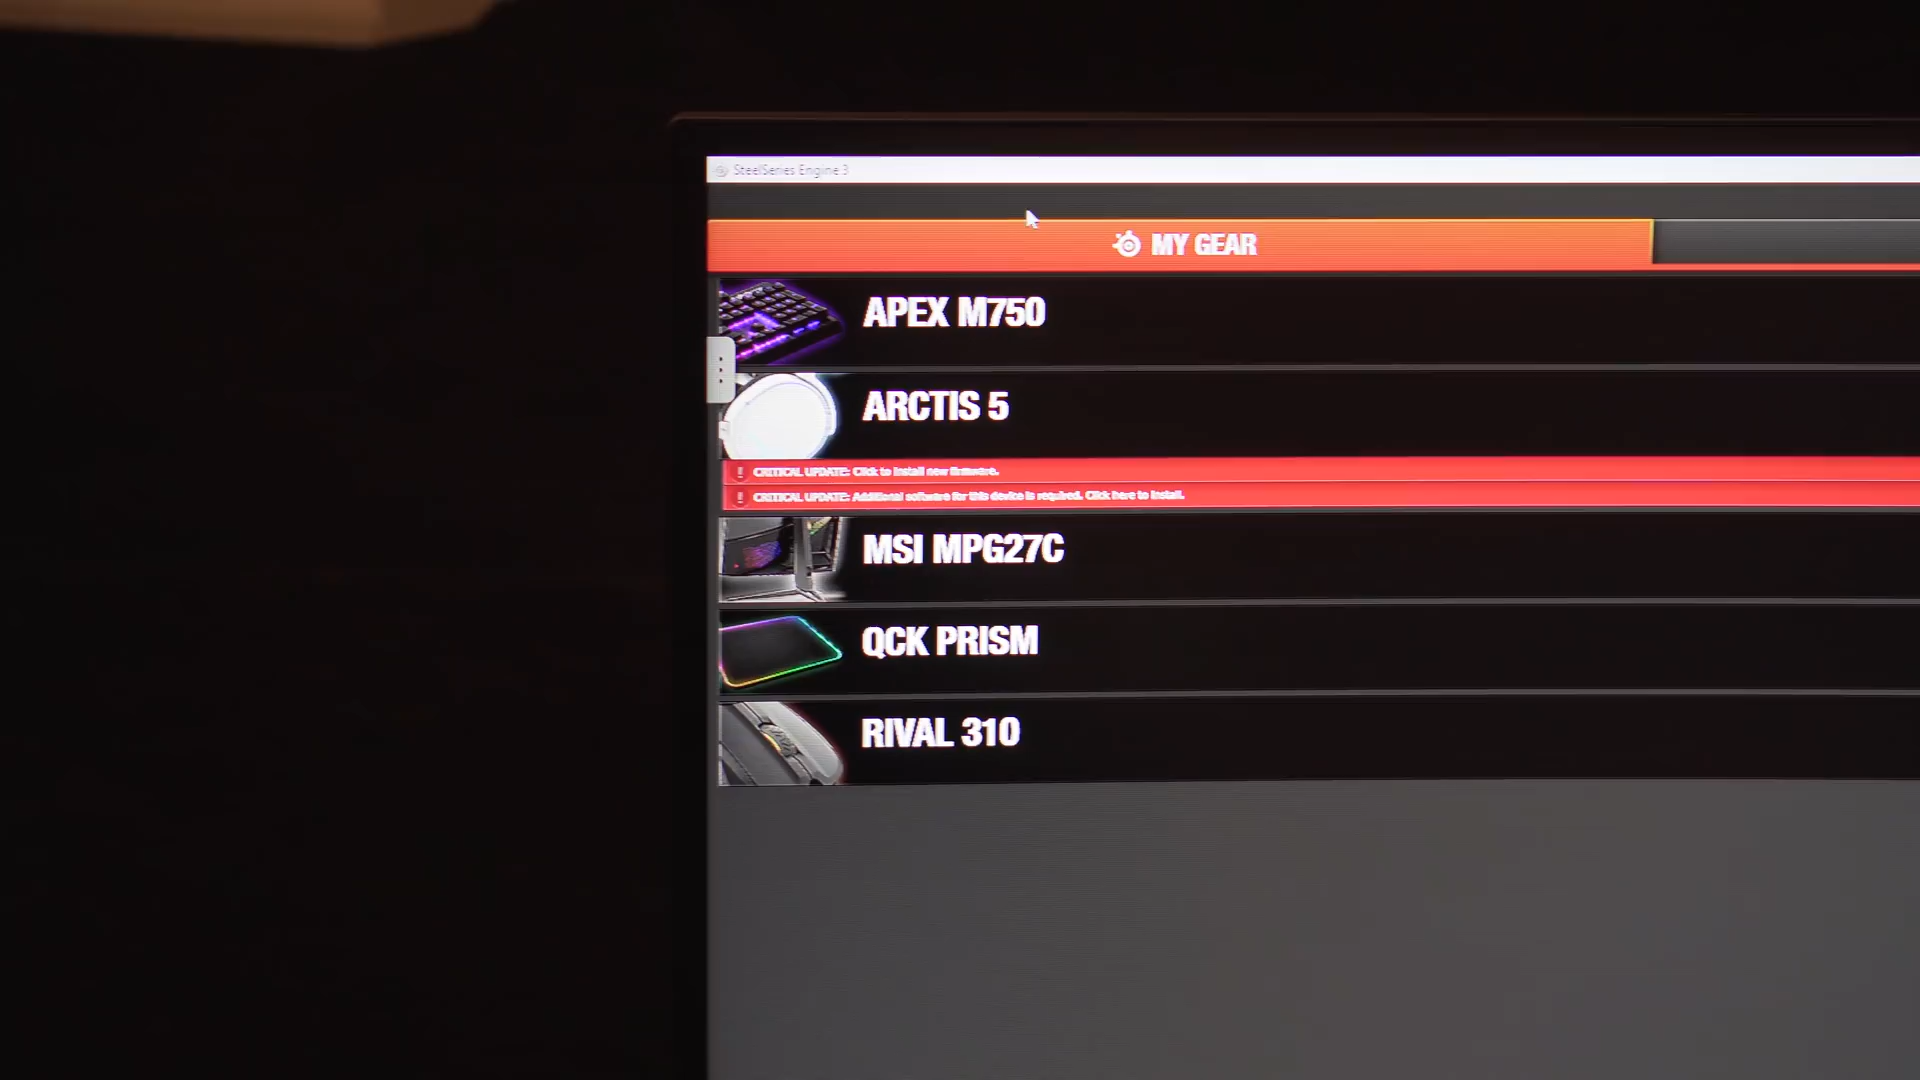 SteelSeries Engine 3
MY GEAR
APEX M750
ARCTIS 5
CRITICAL UPDATE: Click to install new firmware.
CRITICAL UPDATE: Additional software for this device is required. Click here to install.
MSI MPG27C
QCK PRISM
RIVAL 310